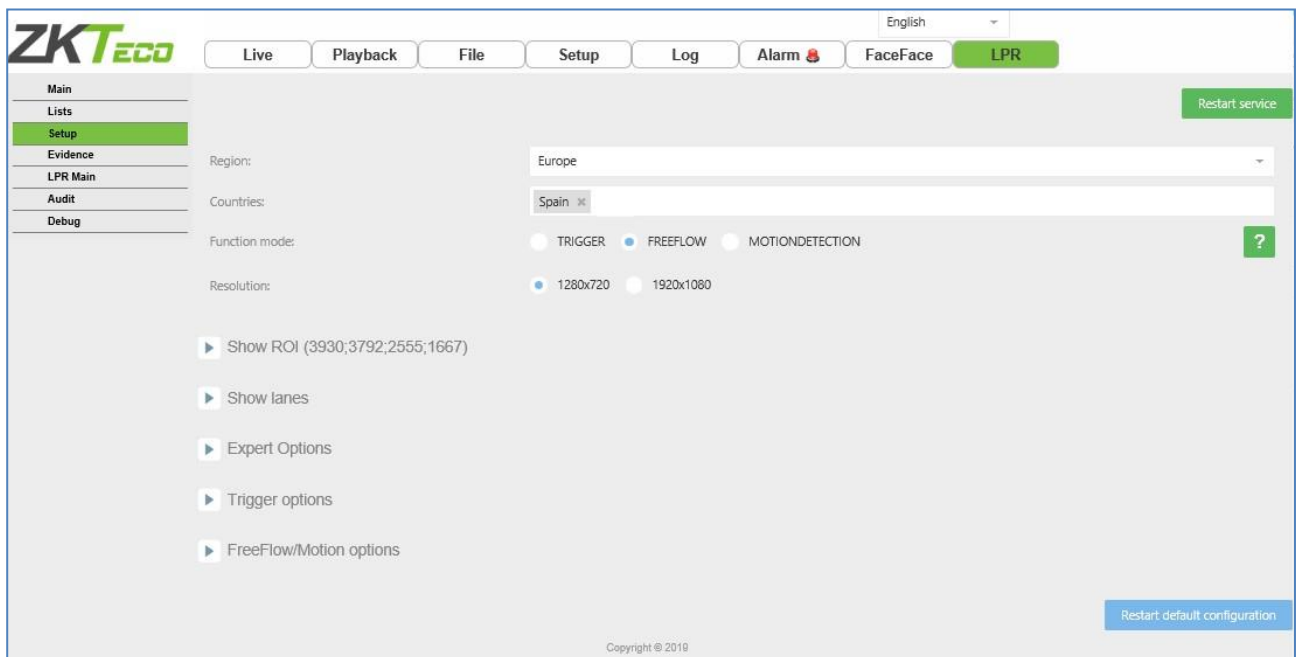 English
ZKTECO
Live Playback File Setup Log Alarm FaceFace LPR
Main
Lists
Setup
Evidence
LPR Main
Audit
Debug
Restart service
Region: Europe
Countries: Spain ×
Function mode: TRIGGER FREEFLOW MOTIONDETECTION ?
Resolution: 1280x720 1920x1080
Show ROI (3930;3792;2555;1667)
Show lanes
Expert Options
Trigger options
FreeFlow/Motion options
Restart default configuration
Copyright © 2019